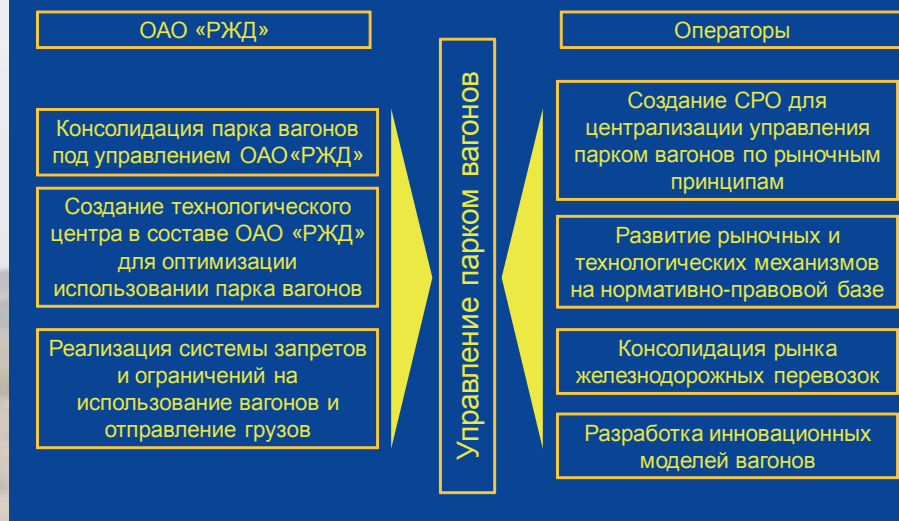 ОАО «РЖД»
Консолидация парка вагонов
под управлением ОАО«РЖД»
Создание технологического
центра в составе ОАО «РЖД»
для оптимизации
использовании парка вагонов
Реализация системы запретов
и ограничений на
использование вагонов и
отправление грузов
Управление парком вагонов
Операторы
Создание СРО для
централизации управления
парком вагонов по рыночным
принципам
Развитие рыночных и
технологических механизмов
на нормативно-правовой базе
Консолидация рынка
железнодорожных перевозок
Разработка инновационных
моделей вагонов